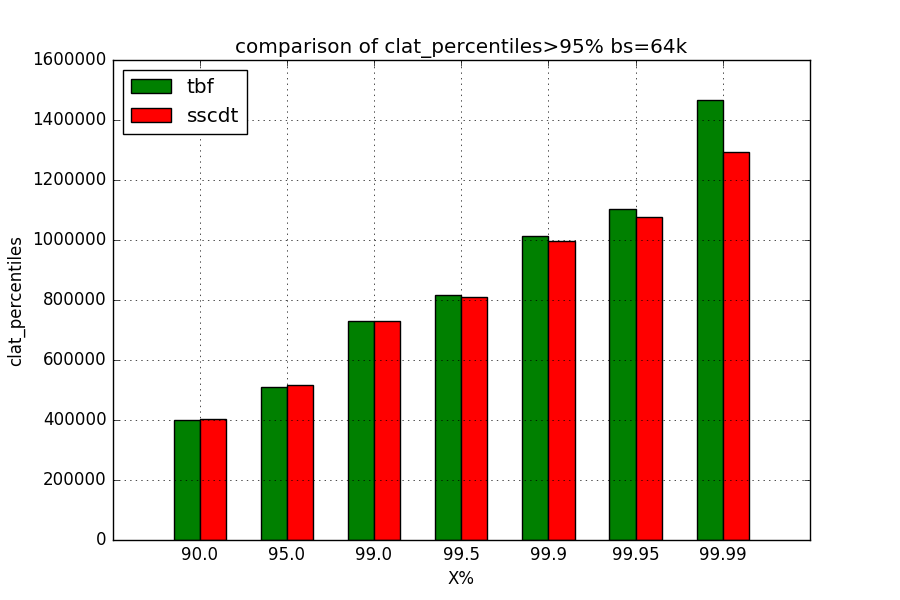 comparison of clat_percentiles>95% bs=64k
1600000
1400000
1200000
1000000
800000
600000
400000
200000
0
clat_percentiles
tbf
sscdt
90.0 95.0 99.0 99.5 99.9 99.95 99.99
X%